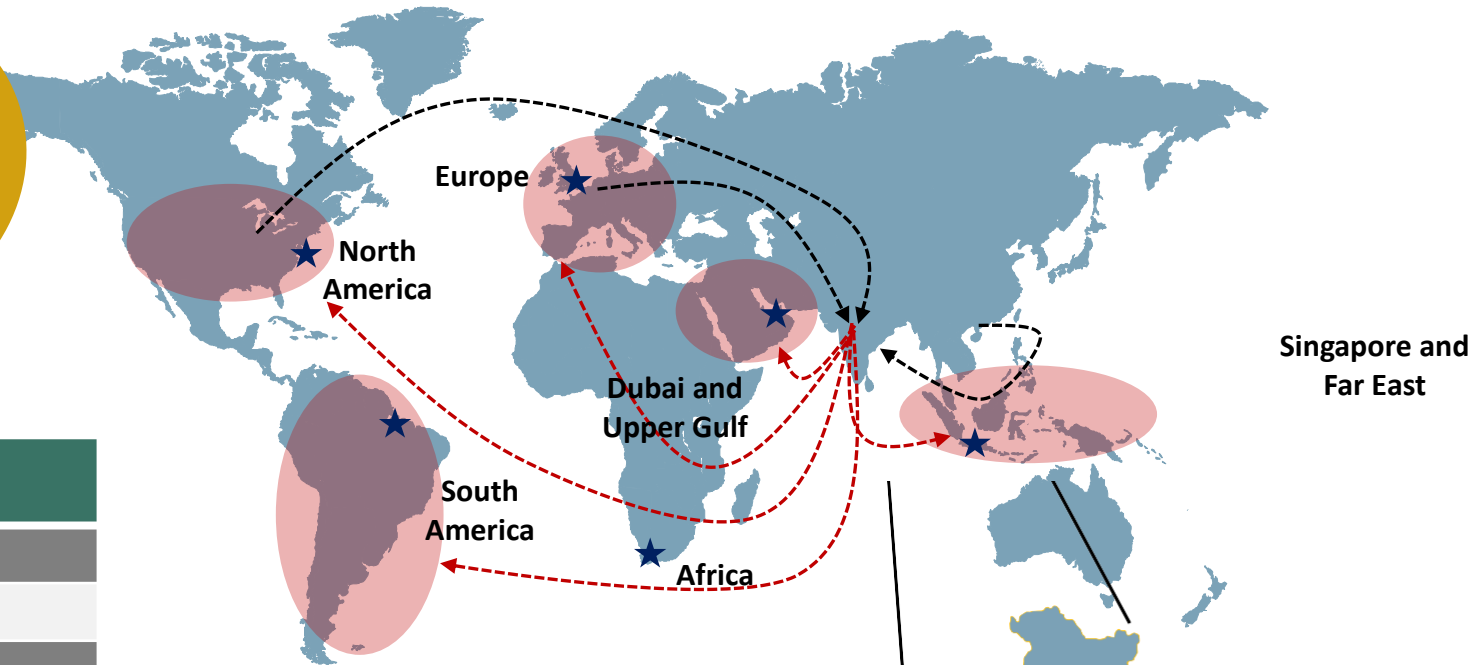 Europe
North
America
Singapore and
Far East
Dubai and
Upper Gulf
South
America
Africa